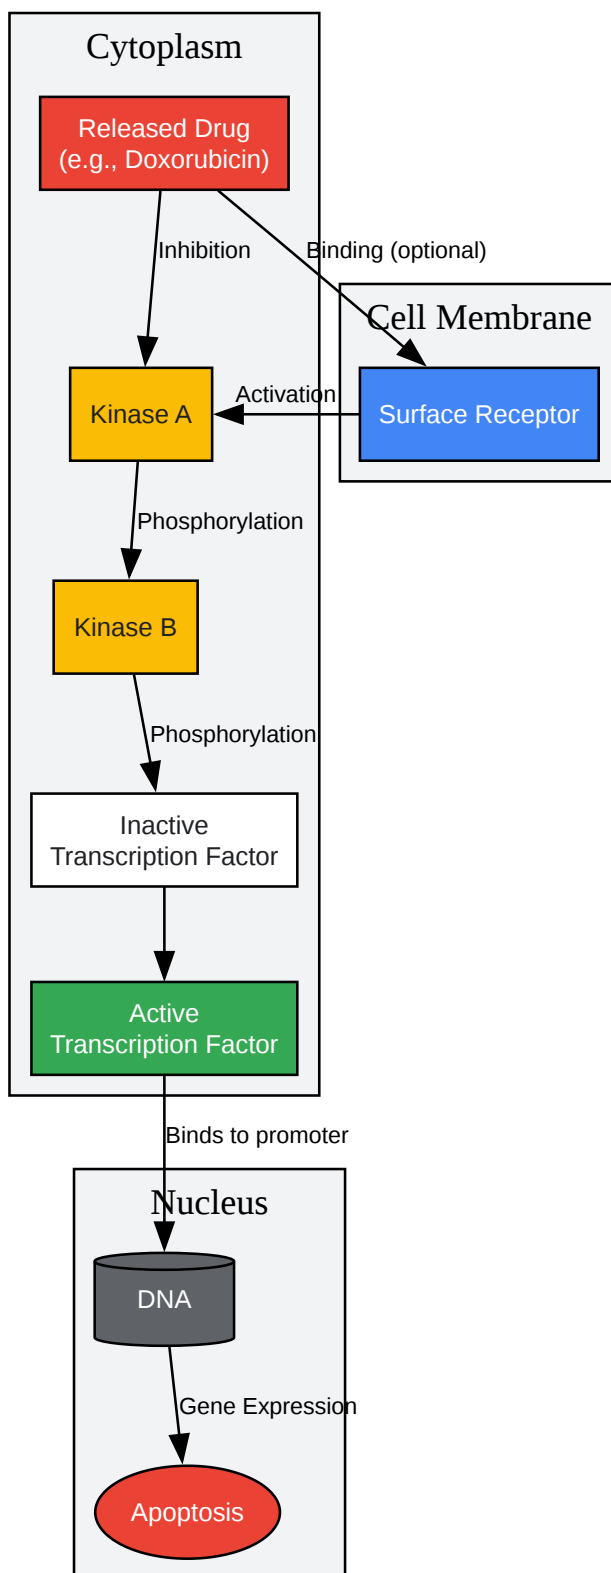 Cytoplasm
Released Drug
(e.g., Doxorubicin)
Inhibition
Binding (optional)
Cell Membrane
Kinase A
Activation
Surface Receptor
Phosphorylation
Kinase B
Phosphorylation
Inactive
Transcription Factor
Active
Transcription Factor
Binds to promoter
Nucleus
DNA
Gene Expression
Apoptosis